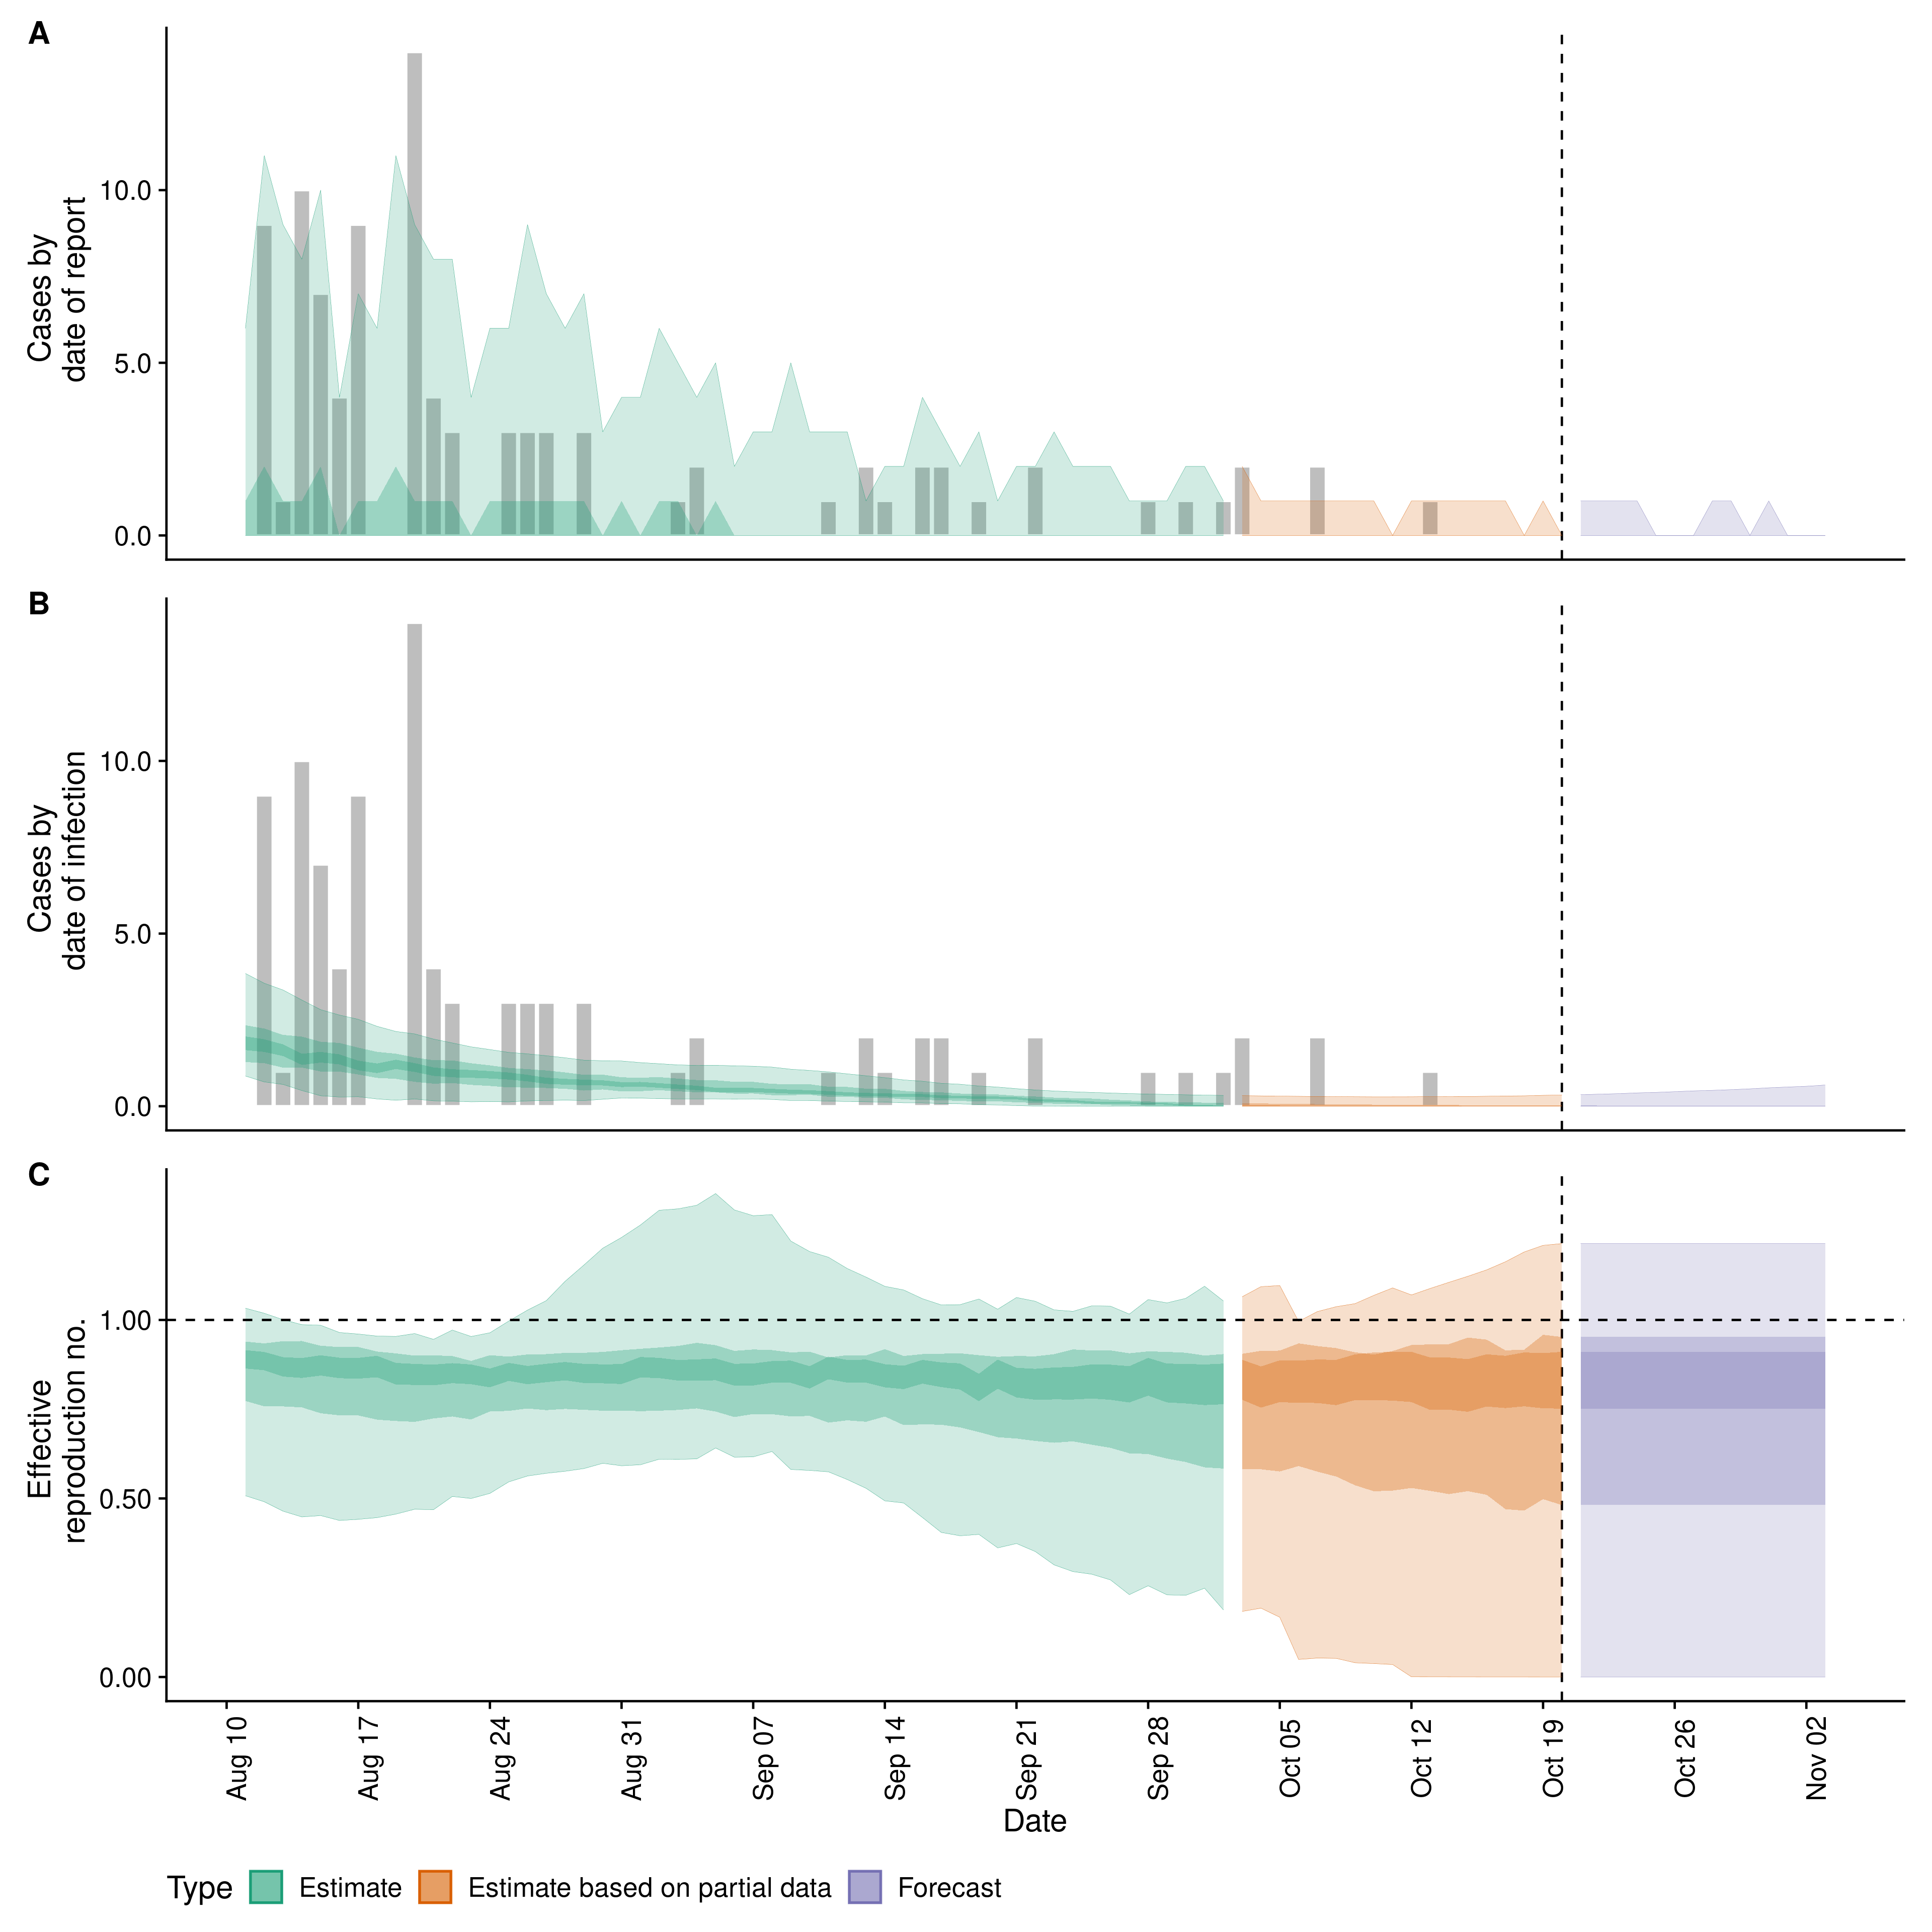 A
Cases by
date of report
10.0
5.0
0.0
B
Cases by
date of infection
10.0
5.0
0.0
C
Effective
reproduction no.
1.00
0.50
0.00
Aug 10
Aug 17
Aug 24
Aug 31
Sep 07
Sep 14
Sep 21
Sep 28
Oct 05
Oct 12
Oct 19
Oct 26
Nov 02
Date
Type Estimate Estimate based on partial data Forecast